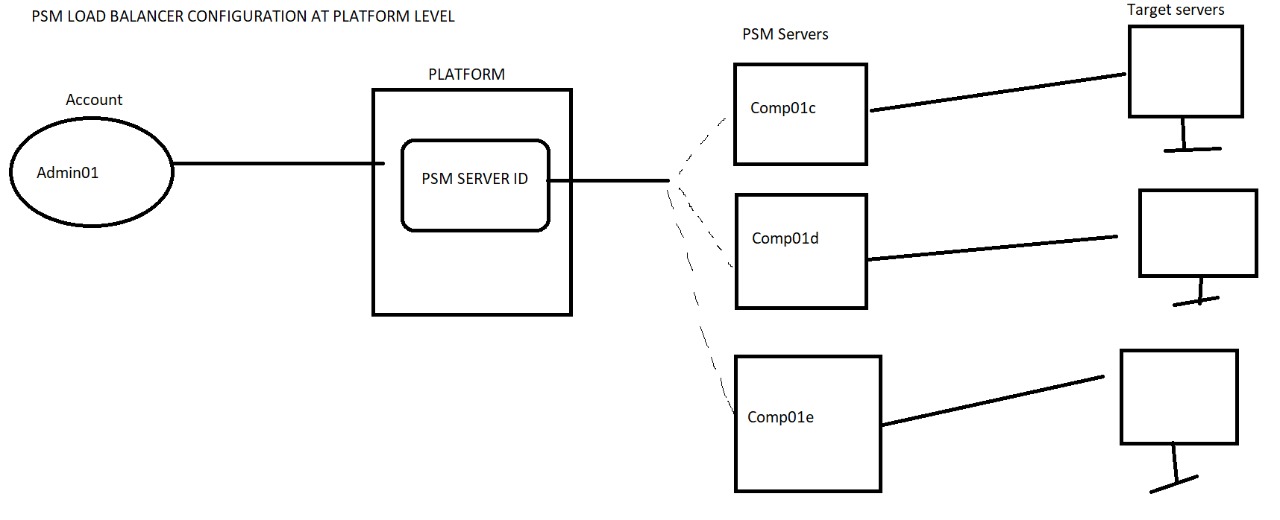 PSM LOAD BALANCER CONFIGURATION AT PLATFORM LEVEL
Account
Admin01
PLATFORM
PSM SERVER ID
PSM Servers
Comp01c
Comp01d
Comp01e
Target servers